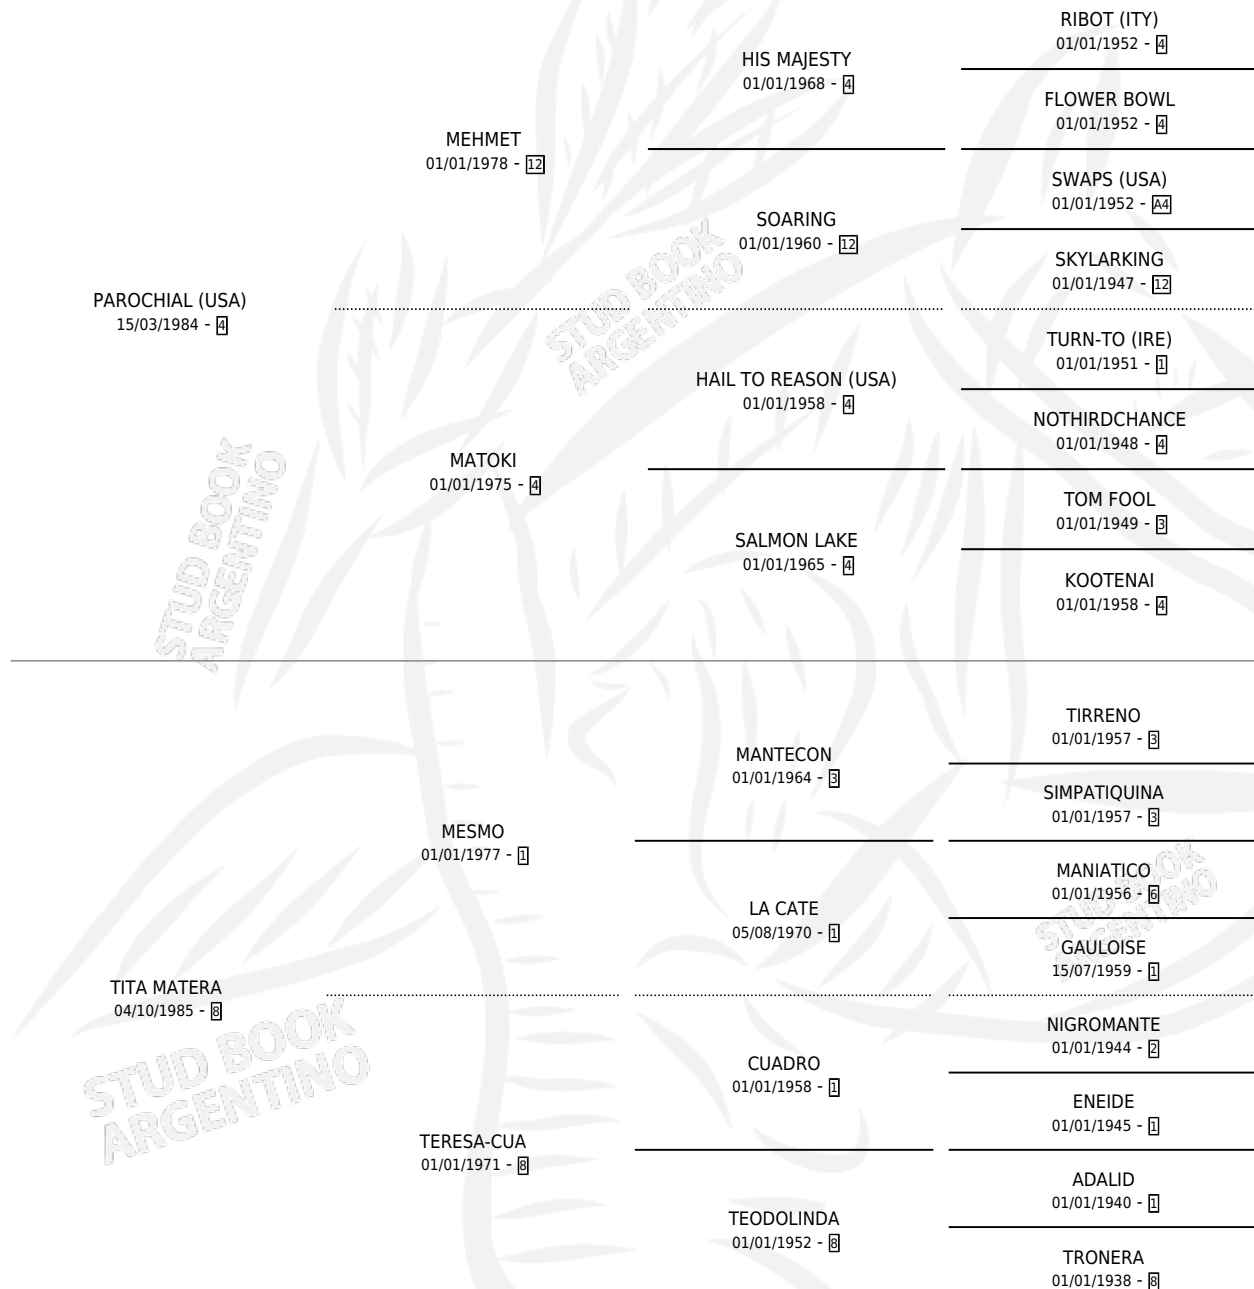 RIBOT (ITY)
01/01/1952 - 4
HIS MAJESTY
01/01/1968 - 4
FLOWER BOWL
01/01/1952 - 4
MEHMET
01/01/1978 - 12
SWAPS (USA)
01/01/1952 - A4
SOARING
01/01/1960 - 12
SKYLARKING
01/01/1947 - 12
PAROCHIAL (USA)
15/03/1984 - 4
TURN-TO (IRE)
01/01/1951 - 1
HAIL TO REASON (USA)
01/01/1958 - 4
NOTHIRDCHANCE
01/01/1948 - 4
MATOKI
01/01/1975 - 4
TOM FOOL
01/01/1949 - 3
SALMON LAKE
01/01/1965 - 4
KOOTENAI
01/01/1958 - 4
TIRRENO
01/01/1957 - 3
MANTECON
01/01/1964 - 3
SIMPATIQUINA
01/01/1957 - 3
MESMO
01/01/1977 - 1
MANIATICO
01/01/1956 - 6
LA CATE
05/08/1970 - 1
GAULOISE
15/07/1959 - 1
TITA MATERA
04/10/1985 - 8
NIGROMANTE
01/01/1944 - 2
CUADRO
01/01/1958 - 1
ENEIDE
01/01/1945 - 1
TERESA-CUA
01/01/1971 - 8
ADALID
01/01/1940 - 1
TEODOLINDA
01/01/1952 - 8
TRONERA
01/01/1938 - 8
STUD BOOK
ARGENTINO
STUD BOOK
ARGENTINO
STUD BOOK
ARGENTINO
STUD BOOK
ARGENTINO